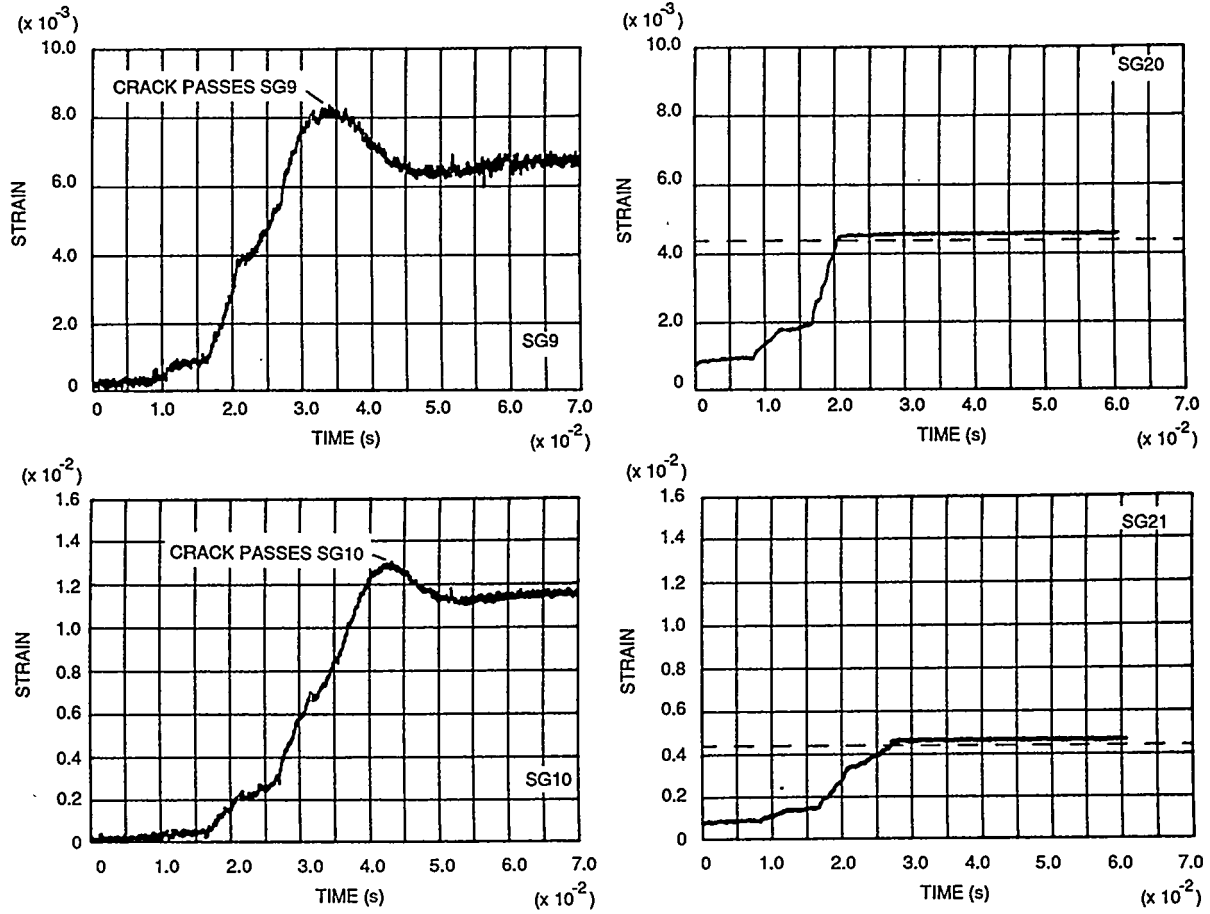 (x 10-3)
10.0
8.0
6.0
4.0
2.0
0
STRAIN
CRACK PASSES SG9
SG9
0 1.0 2.0 3.0 4.0 5.0 6.0 7.0
TIME (s)
(x 10-2)
(x 10-3)
10.0
8.0
6.0
4.0
2.0
0
STRAIN
SG20
0 1.0 2.0 3.0 4.0 5.0 6.0 7.0
TIME (s)
(x 10-2)
(x 10-2)
1.6
1.4
1.2
1.0
0.8
0.6
0.4
0.2
0
STRAIN
CRACK PASSES SG10
SG10
0 1.0 2.0 3.0 4.0 5.0 6.0 7.0
TIME (s)
(x 10-2)
(x 10-2)
1.6
1.4
1.2
1.0
0.8
0.6
0.4
0.2
0
STRAIN
SG21
0 1.0 2.0 3.0 4.0 5.0 6.0 7.0
TIME (s)
(x 10-2)